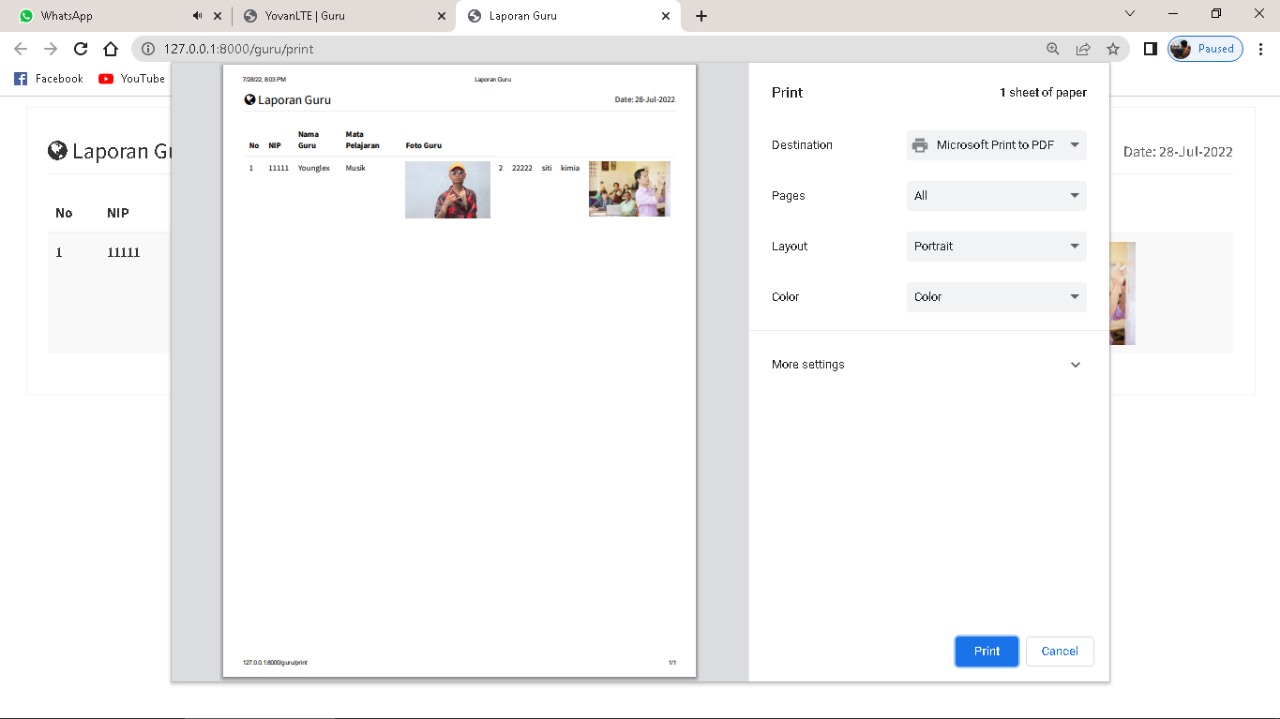 WhatsApp
YovanLTE | Guru
Laporan Guru
127.0.0.1:8000/guru/print
Paused
Facebook
YouTube
Laporan Gu
Date: 28-Jul-2022
No NIP
1 11111
7/28/22, 8:03 PM Laporan Guru
Laporan Guru Date: 28-Jul-2022
No NIP Nama Guru Mata Pelajaran Foto Guru
1 11111 Younglex Musik 2 22222 siti kimia
127.0.0.1:8000/guru/print 1/1
Print 1 sheet of paper
Destination Microsoft Print to PDF
Pages All
Layout Portrait
Color Color
More settings
Print Cancel